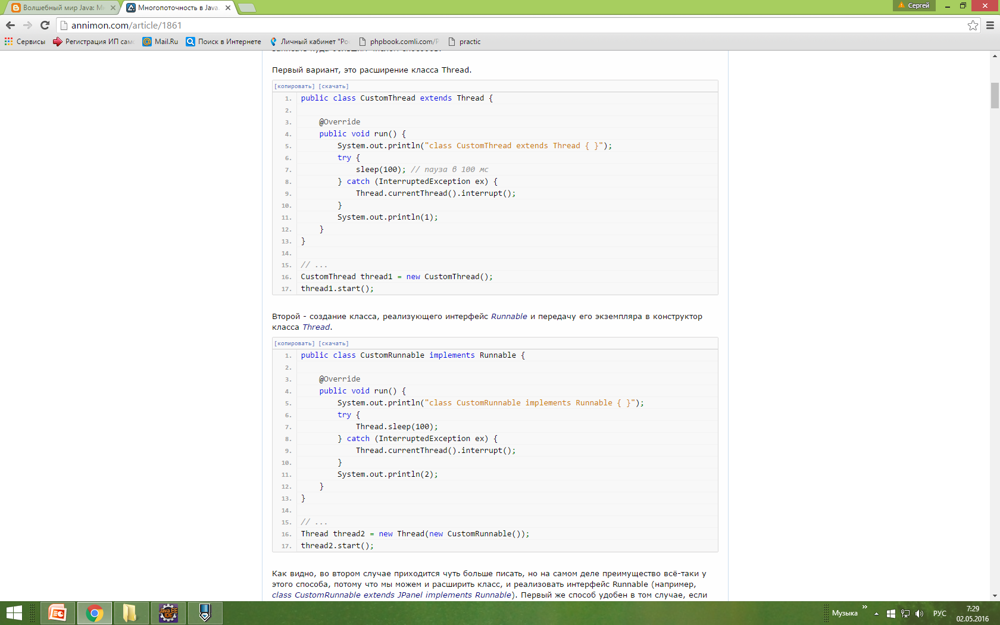 Волшебный мир Java: М
Многопоточность в Java.
Сергей
annimon.com/article/1861
Сервисы
Регистрация ИП сам
Mail.Ru
Поиск в Интернете
Личный кабинет "Ро
phpbook.comli.com/P
practic
Первый вариант, это расширение класса Thread.
[копировать] [скачать]
1. public class CustomThread extends Thread {
2.
3. @Override
4. public void run() {
5. System.out.println("class CustomThread extends Thread { }");
6. try {
7. sleep(100); // пауза в 100 мс
8. } catch (InterruptedException ex) {
9. Thread.currentThread().interrupt();
10. }
11. System.out.println(1);
12. }
13. }
14.
15. // ...
16. CustomThread thread1 = new CustomThread();
17. thread1.start();
Второй - создание класса, реализующего интерфейс Runnable и передачу его экземпляра в конструктор
класса Thread.
[копировать] [скачать]
1. public class CustomRunnable implements Runnable {
2.
3. @Override
4. public void run() {
5. System.out.println("class CustomRunnable implements Runnable { }");
6. try {
7. Thread.sleep(100);
8. } catch (InterruptedException ex) {
9. Thread.currentThread().interrupt();
10. }
11. System.out.println(2);
12. }
13. }
14.
15. // ...
16. Thread thread2 = new Thread(new CustomRunnable());
17. thread2.start();
Как видно, во втором случае приходится чуть больше писать, но на самом деле преимущество всё-таки у
этого способа, потому что мы можем и расширить класс, и реализовать интерфейс Runnable (например,
class CustomRunnable extends JPanel implements Runnable). Первый же способ удобен в том случае, если
Java EE
IDE
Музыка
РУС
7:29
02.05.2016